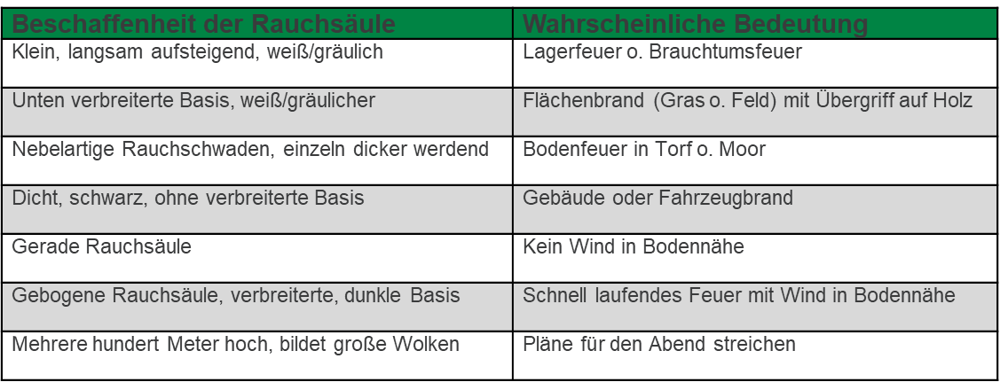 Beschaffenheit der Rauchsäule Wahrscheinliche Bedeutung
Klein, langsam aufsteigend, weiß/gräulich Lagerfeuer o. Brauchtumsfeuer
Unten verbreiterte Basis, weiß/gräulicher Flächenbrand (Gras o. Feld) mit Übergriff auf Holz
Nebelartige Rauchschwaden, einzeln dicker werdend Bodenfeuer in Torf o. Moor
Dicht, schwarz, ohne verbreiterte Basis Gebäude oder Fahrzeugbrand
Gerade Rauchsäule Kein Wind in Bodennähe
Gebogene Rauchsäule, verbreiterte, dunkle Basis Schnell laufendes Feuer mit Wind in Bodennähe
Mehrere hundert Meter hoch, bildet große Wolken Pläne für den Abend streichen